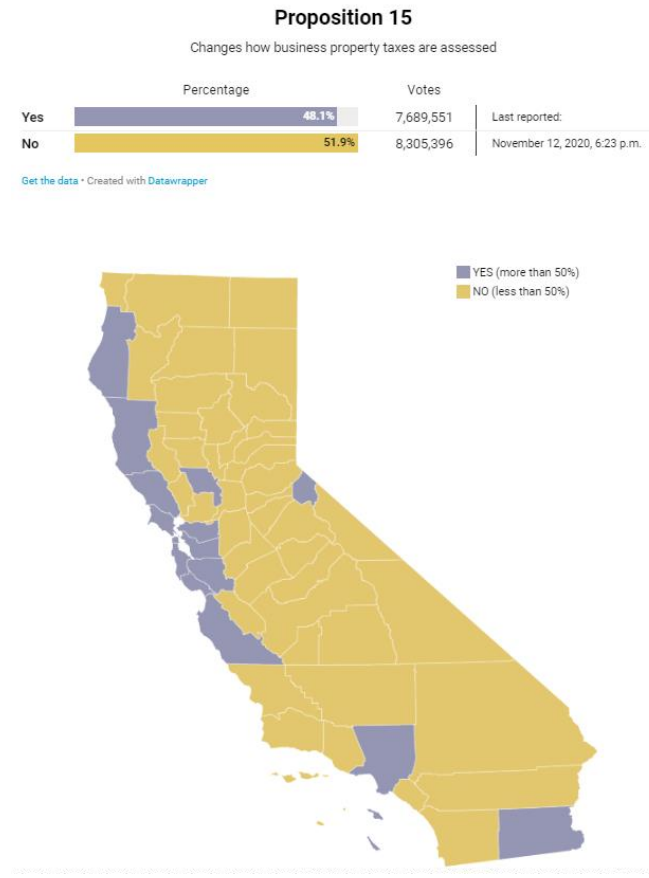 Proposition 15
Changes how business property taxes are assessed
Percentage Votes
Yes 48.1% 7,689,551 Last reported:
No 51.9% 8,305,396 November 12, 2020, 6:23 p.m.
Get the data • Created with Datawrapper
YES (more than 50%)
NO (less than 50%)